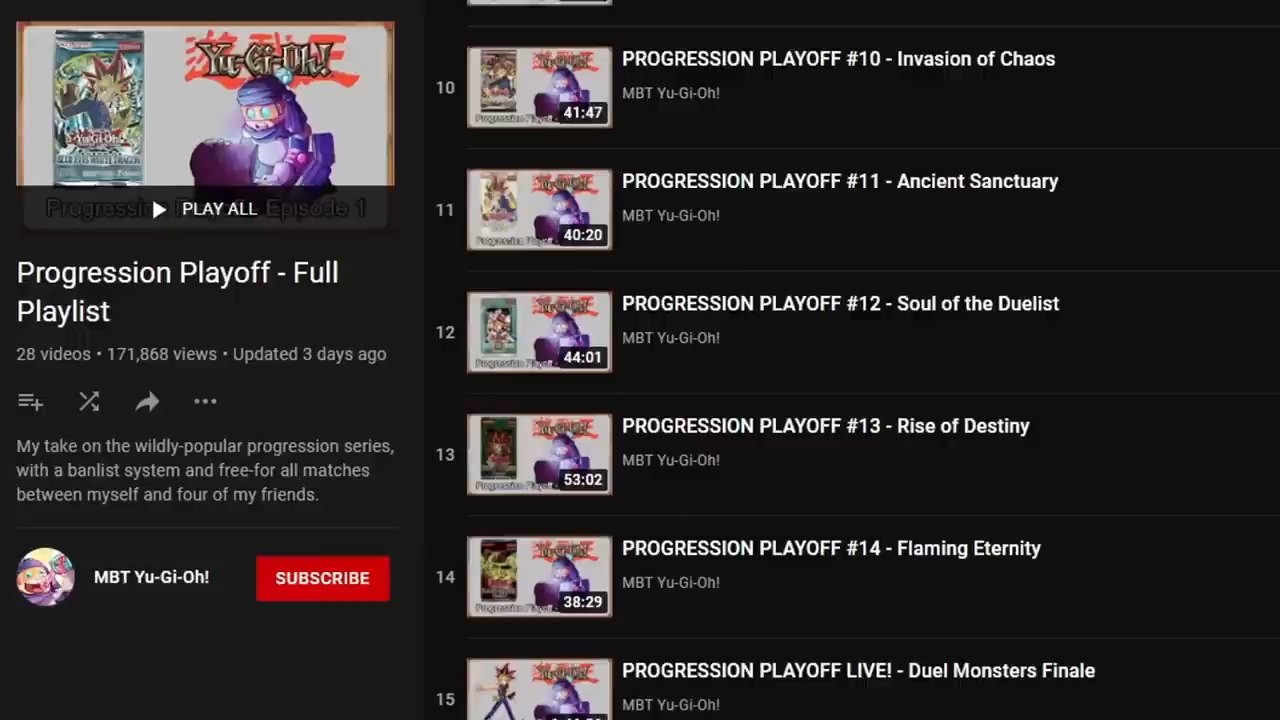 Yu-Gi-Oh!
Progression
Episode 1
PLAY ALL
Progression Playoff - Full
Playlist
28 videos • 171,868 views • Updated 3 days ago
My take on the wildly-popular progression series,
with a banlist system and free-for all matches
between myself and four of my friends.
MBT Yu-Gi-Oh!
SUBSCRIBE
10
41:47
PROGRESSION PLAYOFF #10 - Invasion of Chaos
MBT Yu-Gi-Oh!
11
40:20
PROGRESSION PLAYOFF #11 - Ancient Sanctuary
MBT Yu-Gi-Oh!
12
44:01
PROGRESSION PLAYOFF #12 - Soul of the Duelist
MBT Yu-Gi-Oh!
13
53:02
PROGRESSION PLAYOFF #13 - Rise of Destiny
MBT Yu-Gi-Oh!
14
38:29
PROGRESSION PLAYOFF #14 - Flaming Eternity
MBT Yu-Gi-Oh!
15
PROGRESSION PLAYOFF LIVE! - Duel Monsters Finale
MBT Yu-Gi-Oh!